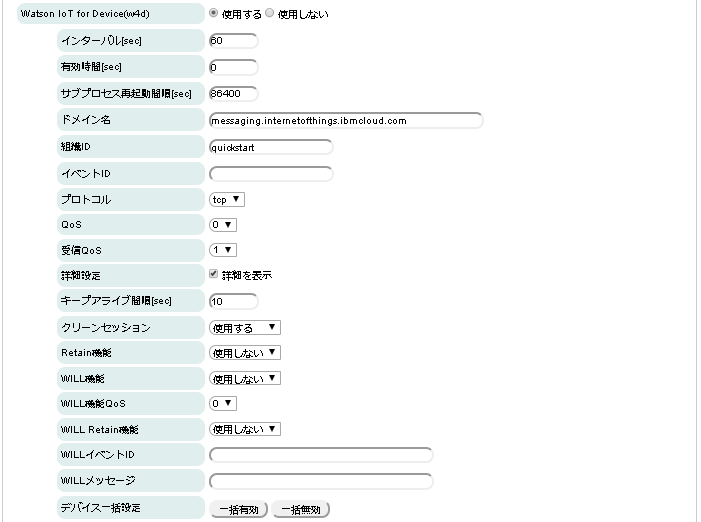 Watson IoT for Device(w4d) 使用する 使用しない
インターバル[sec] 60
有効時間[sec] 0
サブプロセス再起動間隔[sec] 86400
ドメイン名 messaging.internetofthings.ibmcloud.com
組織ID quickstart
イベントID
プロトコル tcp
QoS 0
受信QoS 1
詳細設定 詳細を表示
キープアライブ間隔[sec] 10
クリーンセッション 使用する
Retain機能 使用しない
WILL機能 使用しない
WILL機能QoS 0
WILL Retain機能 使用しない
WILLイベントID
WILLメッセージ
デバイス一括設定 一括有効 一括無効